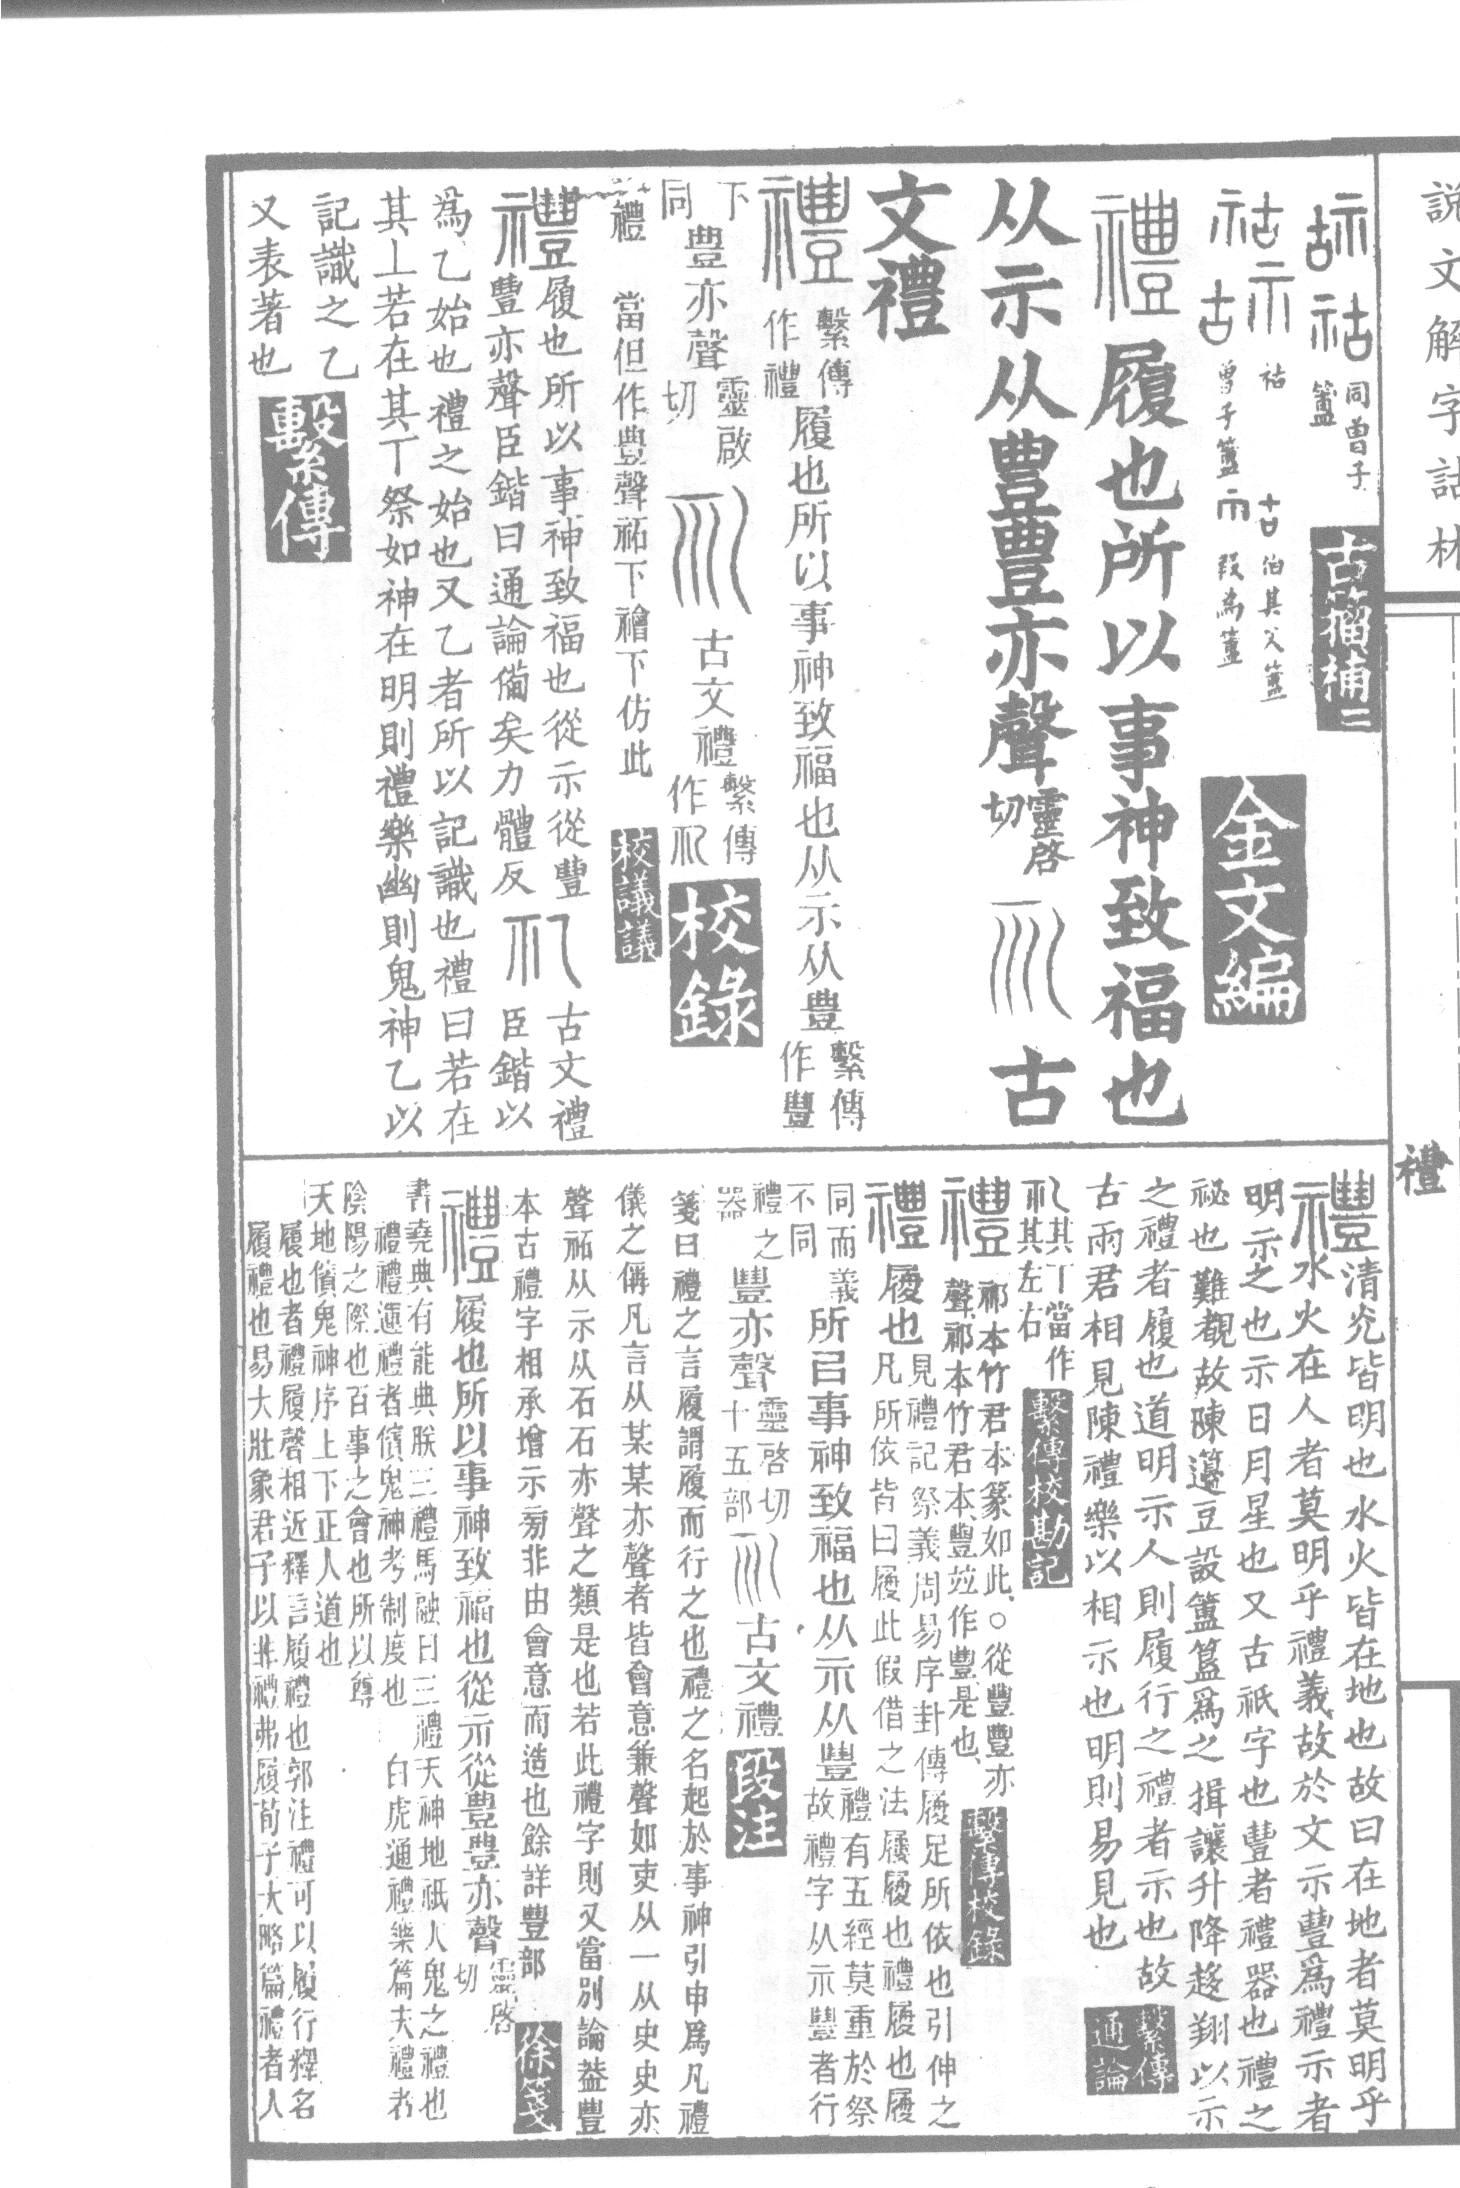 說文解字詁林
禮
同曾子
簠
古籀補二
祜
曾子簠
伯其父簠
叚為簠
金文編
禮履也所以事神致福也
从示从豊豊亦聲靈啓切 古
文禮
禮繫傳作禮履也所以事神致福也从示从豊繫傳作豐
下同豊亦聲靈啟切 古文禮繫傳作𠃞校錄
禮 當但作豊聲祏下禬下仿此 校議議
禮履也所以事神致福也從示從豐
豐亦聲臣鍇曰通論備矣力體反 古文禮臣鍇以
爲乙始也禮之始也又乙者所以記識也禮曰若在
其丄若在其丅祭如神在明則禮樂幽則鬼神乙以
記識之乙
又表著也繫傳
禮清灮皆明也水火皆在地也故曰在地者莫明乎
水火在人者莫明乎禮義故於文示豐爲禮示者
明示之也示日月星也又古祇字也豐者禮器也禮之
祕也難覩故陳籩豆設簠簋爲之揖讓升降趍翔以示
之禮者履也道明示人則履行之禮者示也故
古兩君相見陳禮樂以相示也明則易見也繫傳通論
其丅當作
其左右繫傳校勘記
禮祁本竹君本篆如此、○從豐豐亦
聲、祁本竹君本豐竝作豊是也、繫傳校錄
禮履也見禮記祭義周易序卦傳履足所依也引伸之
凡所依皆曰履此假借之法履履也禮履也履
同而義
不同所㠯事神致福也从示从豊禮有五經莫重於祭
故禮字从示豐者行
禮之
器豐亦聲靈啓切
十五部 古文禮段注
箋曰禮之言履謂履而行之也禮之名起於事神引申爲凡禮
儀之偁凡言从某某亦聲者皆會意兼聲如吏从一从史史亦
聲祏从示从石石亦聲之類是也若此禮字則又當別論葢豊
本古禮字相承增示旁非由會意而造也餘詳豊部 徐箋
禮履也所以事神致福也從示從豊豊亦聲靈啓
切
書堯典有能典朕三禮馬融曰三禮天神地祇人鬼之禮也
禮禮運禮者儐鬼神考制度也 白虎通禮樂篇夫禮者
陰陽之際也百事之會也所以尊
天地儐鬼神序上下正人道也
履也者禮履聲相近釋言履禮也郭注禮可以履行釋名
履禮也易大壯象君子以非禮弗履荀子大略篇禮者人